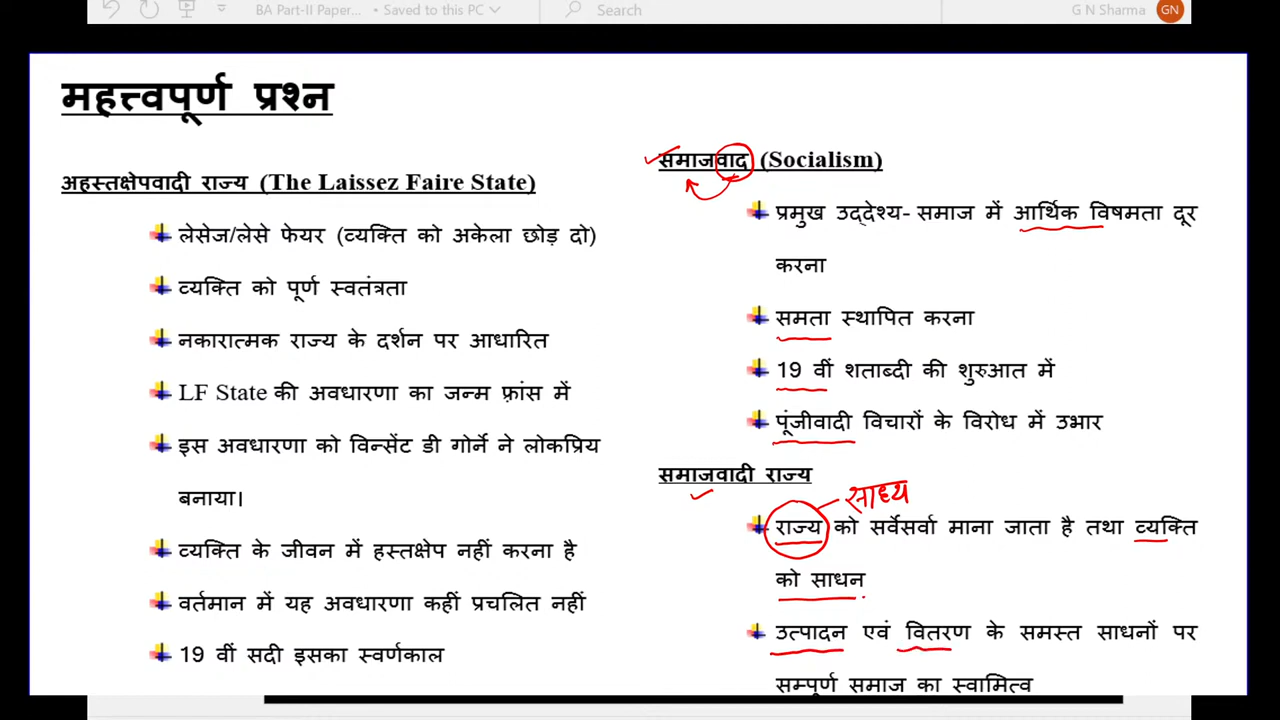 BA Part-II Paper... • Saved to this PC
Search
G N Sharma
GN
महत्त्वपूर्ण प्रश्न
अहस्तक्षेपवादी राज्य (The Laissez Faire State)
लेसेज/लेसे फेयर (व्यक्ति को अकेला छोड़ दो)
व्यक्ति को पूर्ण स्वतंत्रता
नकारात्मक राज्य के दर्शन पर आधारित
LF State की अवधारणा का जन्म फ़्रांस में
इस अवधारणा को विन्सेंट डी गोर्ने ने लोकप्रिय
बनाया।
व्यक्ति के जीवन में हस्तक्षेप नहीं करना है
वर्तमान में यह अवधारणा कहीं प्रचलित नहीं
19 वीं सदी इसका स्वर्णकाल
समाजवाद (Socialism)
प्रमुख उद्देश्य- समाज में आर्थिक विषमता दूर
करना
समता स्थापित करना
19 वीं शताब्दी की शुरुआत में
पूंजीवादी विचारों के विरोध में उभार
समाजवादी राज्य
साध्य
राज्य को सर्वेसर्वा माना जाता है तथा व्यक्ति
को साधन
उत्पादन एवं वितरण के समस्त साधनों पर
सम्पूर्ण समाज का स्वामित्व